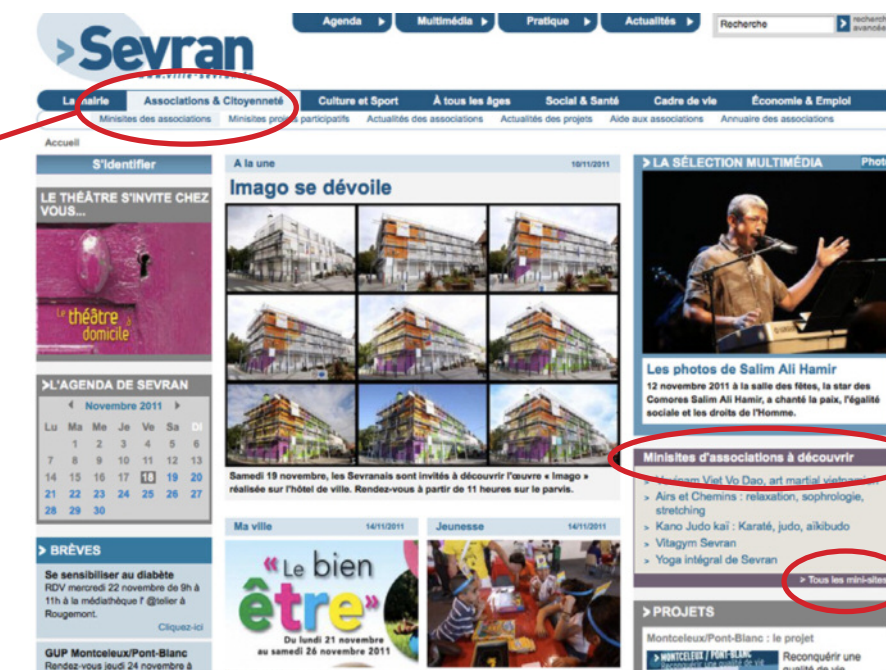 Agenda
Multimédia
Pratique
Actualités
Recherche
recherche
avancée
>Sevran
La mairie
Associations & Citoyenneté
Culture et Sport
À tous les âges
Social & Santé
Cadre de vie
Économie & Emploi
Minisites des associations
Minisites projets participatifs
Actualités des associations
Actualités des projets
Aide aux associations
Annuaire des associations
Accueil
S'identifier
LE THÉÂTRE S'INVITE CHEZ
VOUS...
Le théâtre à
domicile
>L'AGENDA DE SEVRAN
Novembre 2011
Lu Ma Me Je Ve Sa Di
1 2 3 4 5 6
7 8 9 10 11 12 13
14 15 16 17 18 19 20
21 22 23 24 25 26 27
28 29 30
> BRÈVES
Se sensibiliser au diabète
RDV mercredi 22 novembre de 9h à
11h à la médiathèque l' @telier à
Rougemont.
Cliquez-ici
GUP Montceleux/Pont-Blanc
Rendez-vous jeudi 24 novembre à
A la une
10/11/2011
Imago se dévoile
Samedi 19 novembre, les Sevranais sont invités à découvrir l'œuvre « Imago »
réalisée sur l'hôtel de ville. Rendez-vous à partir de 11 heures sur le parvis.
Ma ville
14/11/2011
« Le bien
être »
Du lundi 21 novembre
au samedi 26 novembre 2011
Jeunesse
14/11/2011
> LA SÉLECTION MULTIMÉDIA
Photo
Les photos de Salim Ali Hamir
12 novembre 2011 à la salle des fêtes, la star des
Comores Salim Ali Hamir, a chanté la paix, l'égalité
sociale et les droits de l'Homme.
Minisites d'associations à découvrir
> Vovinam Viet Vo Dao, art martial vietnamien
> Airs et Chemins : relaxation, sophrologie,
stretching
> Kano Judo kaï : Karaté, judo, aïkibudo
> Vitagym Sevran
> Yoga intégral de Sevran
> Tous les mini-sites
> PROJETS
Montceleux/Pont-Blanc : le projet
> MONTCELEUX / PONT-BLANC
Reconquérir une qualité de vie
Reconquérir une
qualité de vie